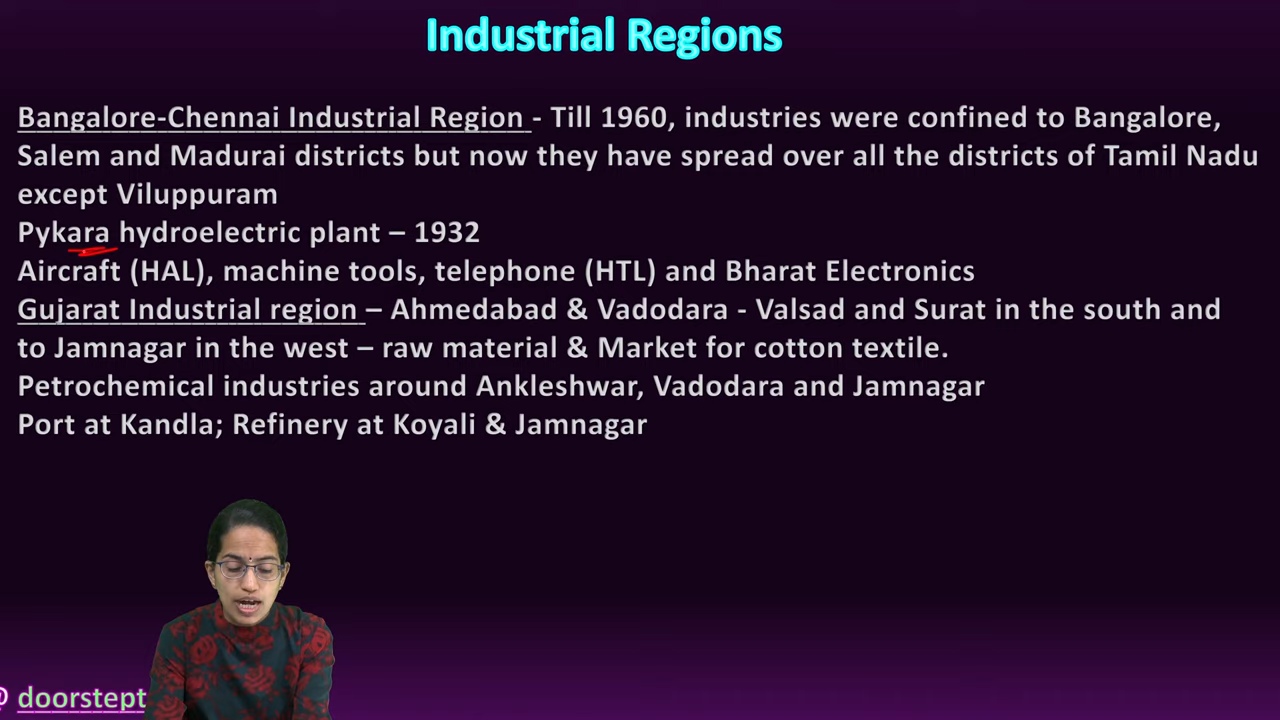 Industrial Regions
Bangalore-Chennai Industrial Region - Till 1960, industries were confined to Bangalore,
Salem and Madurai districts but now they have spread over all the districts of Tamil Nadu
except Viluppuram
Pykara hydroelectric plant – 1932
Aircraft (HAL), machine tools, telephone (HTL) and Bharat Electronics
Gujarat Industrial region – Ahmedabad & Vadodara - Valsad and Surat in the south and
to Jamnagar in the west – raw material & Market for cotton textile.
Petrochemical industries around Ankleshwar, Vadodara and Jamnagar
Port at Kandla; Refinery at Koyali & Jamnagar
doorstept